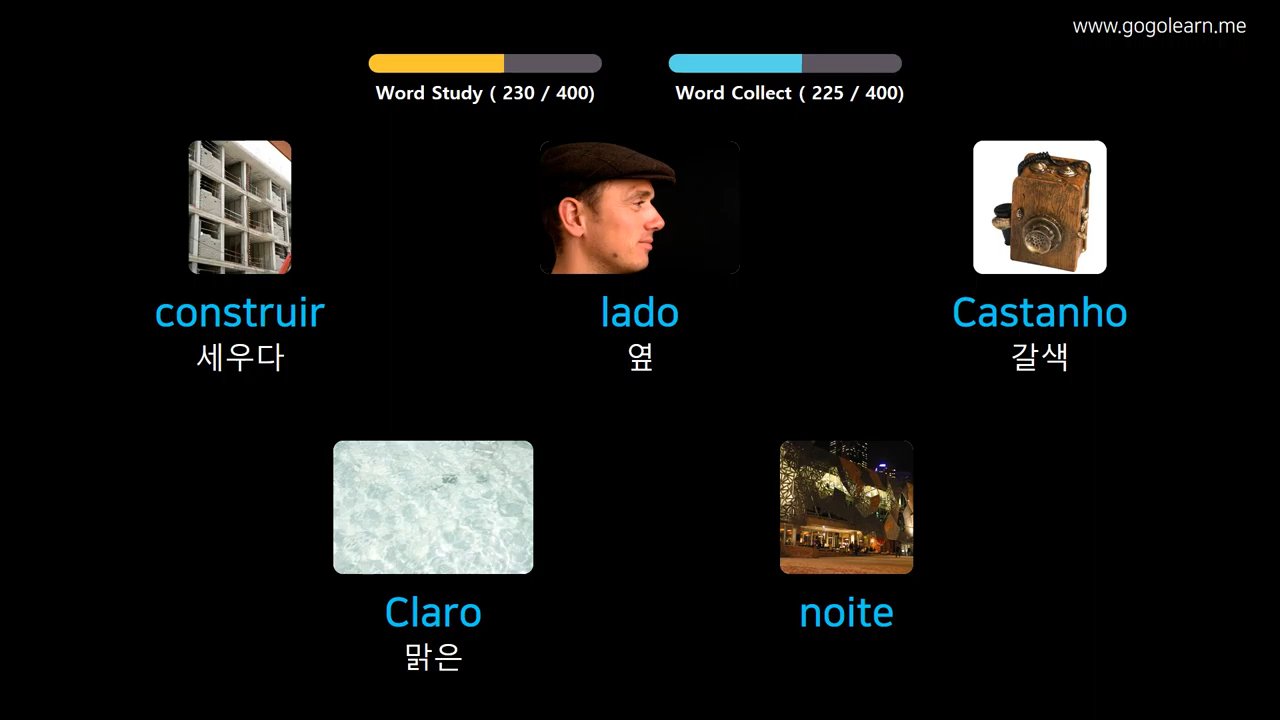 www.gogolearn.me
Word Study ( 230 / 400)
Word Collect ( 225 / 400)
construir
세우다
lado
옆
Castanho
갈색
Claro
맑은
noite